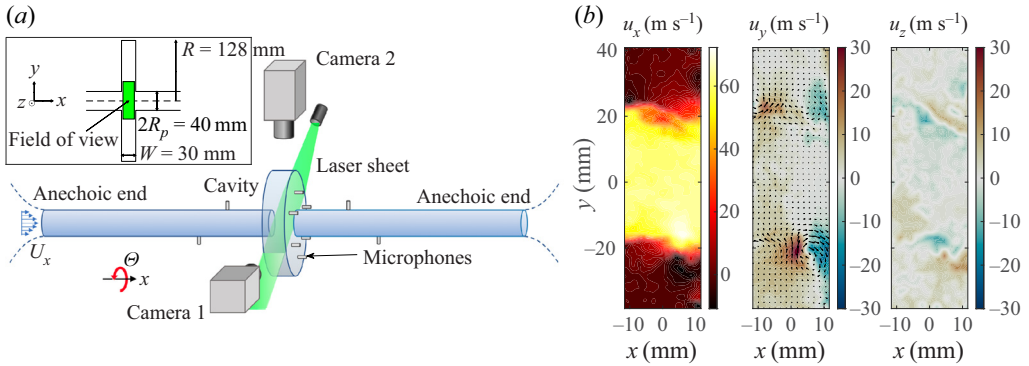 (a)
R = 128 mm
y
z
x
2Rp = 40 mm
Field of view
W = 30 mm
Camera 2
Laser sheet
Anechoic end
Cavity
Anechoic end
Ux
Θ
x
Microphones
Camera 1
(b)
ux (m s−1)
uy (m s−1)
uz (m s−1)
40
20
0
−20
y (mm)
−10 0 10
x (mm)
60
40
20
0
−10 0 10
x (mm)
30
20
10
0
−10
−20
−30
−10 0 10
x (mm)
30
20
10
0
−10
−20
−30